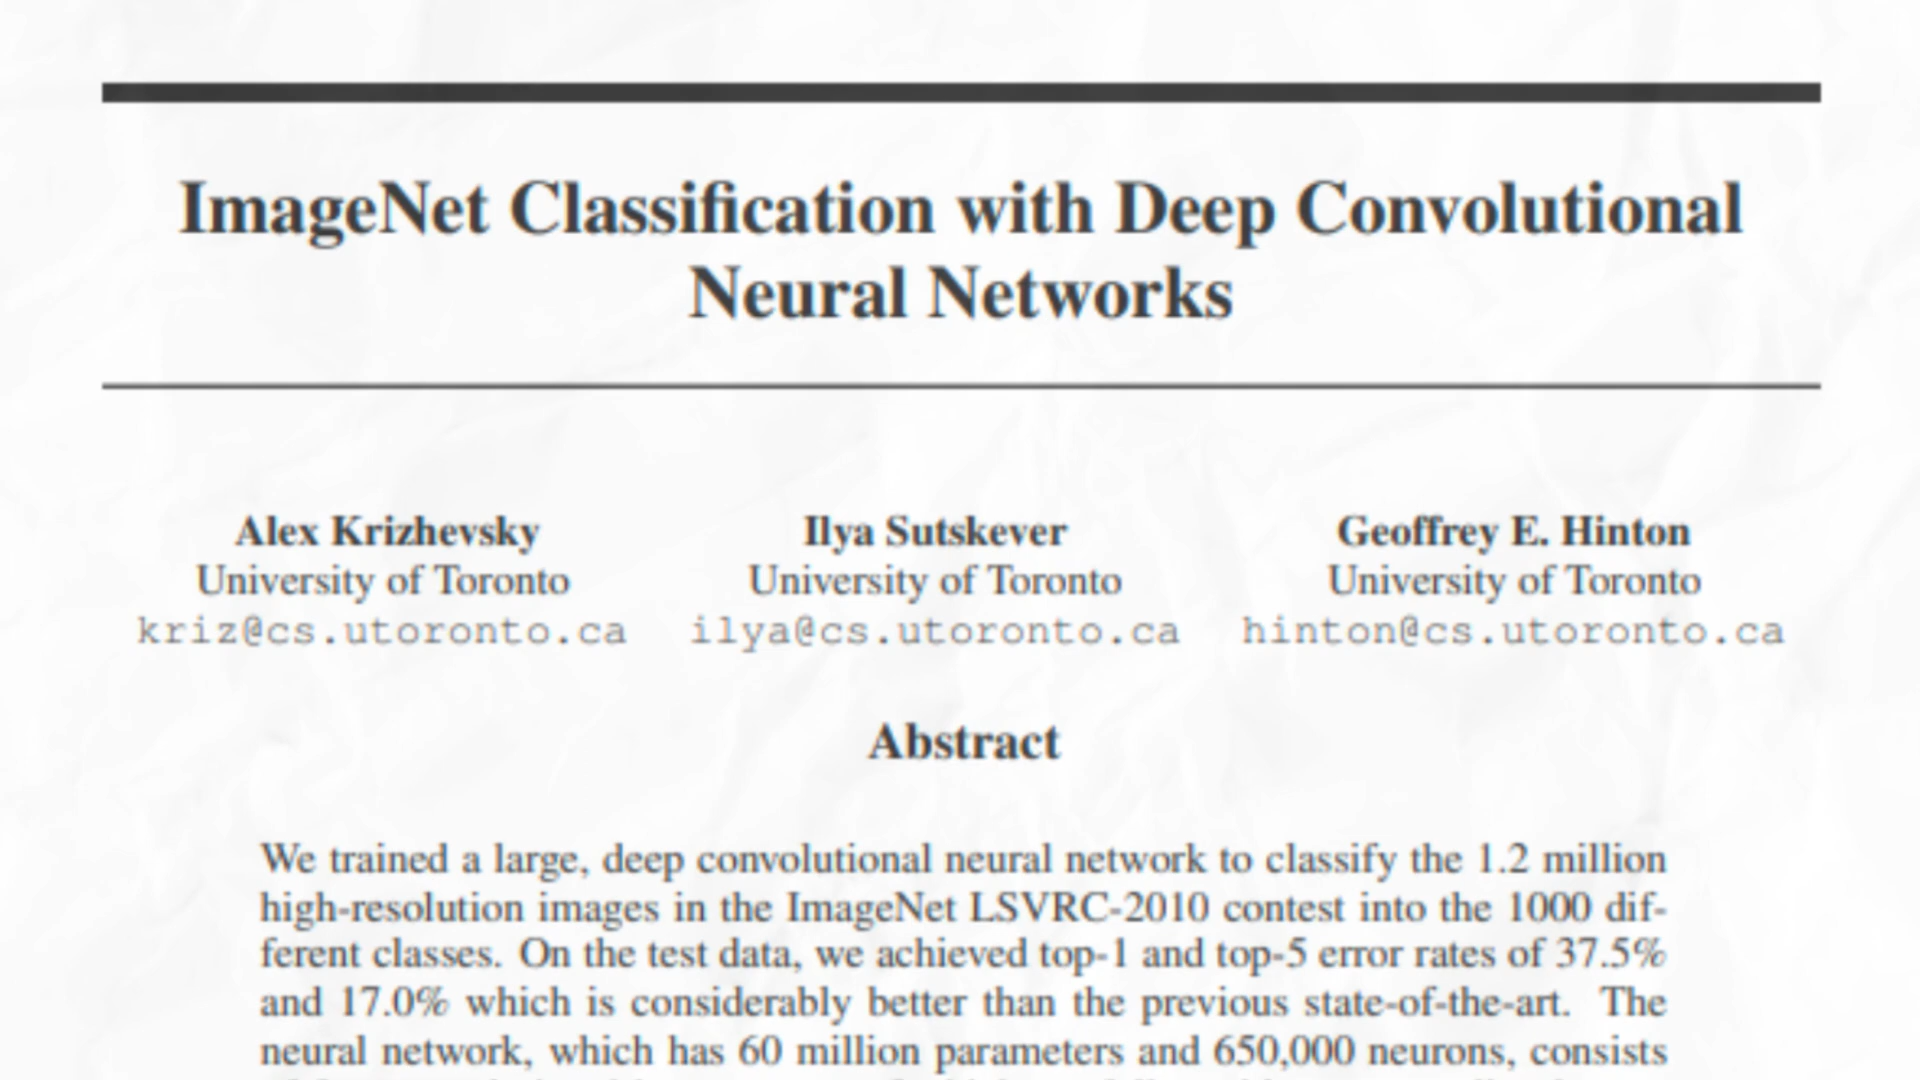 ImageNet Classification with Deep Convolutional
Neural Networks
Alex Krizhevsky
University of Toronto
kriz@cs.utoronto.ca
Ilya Sutskever
University of Toronto
ilya@cs.utoronto.ca
Geoffrey E. Hinton
University of Toronto
hinton@cs.utoronto.ca
Abstract
We trained a large, deep convolutional neural network to classify the 1.2 million
high-resolution images in the ImageNet LSVRC-2010 contest into the 1000 dif-
ferent classes. On the test data, we achieved top-1 and top-5 error rates of 37.5%
and 17.0% which is considerably better than the previous state-of-the-art. The
neural network, which has 60 million parameters and 650,000 neurons, consists